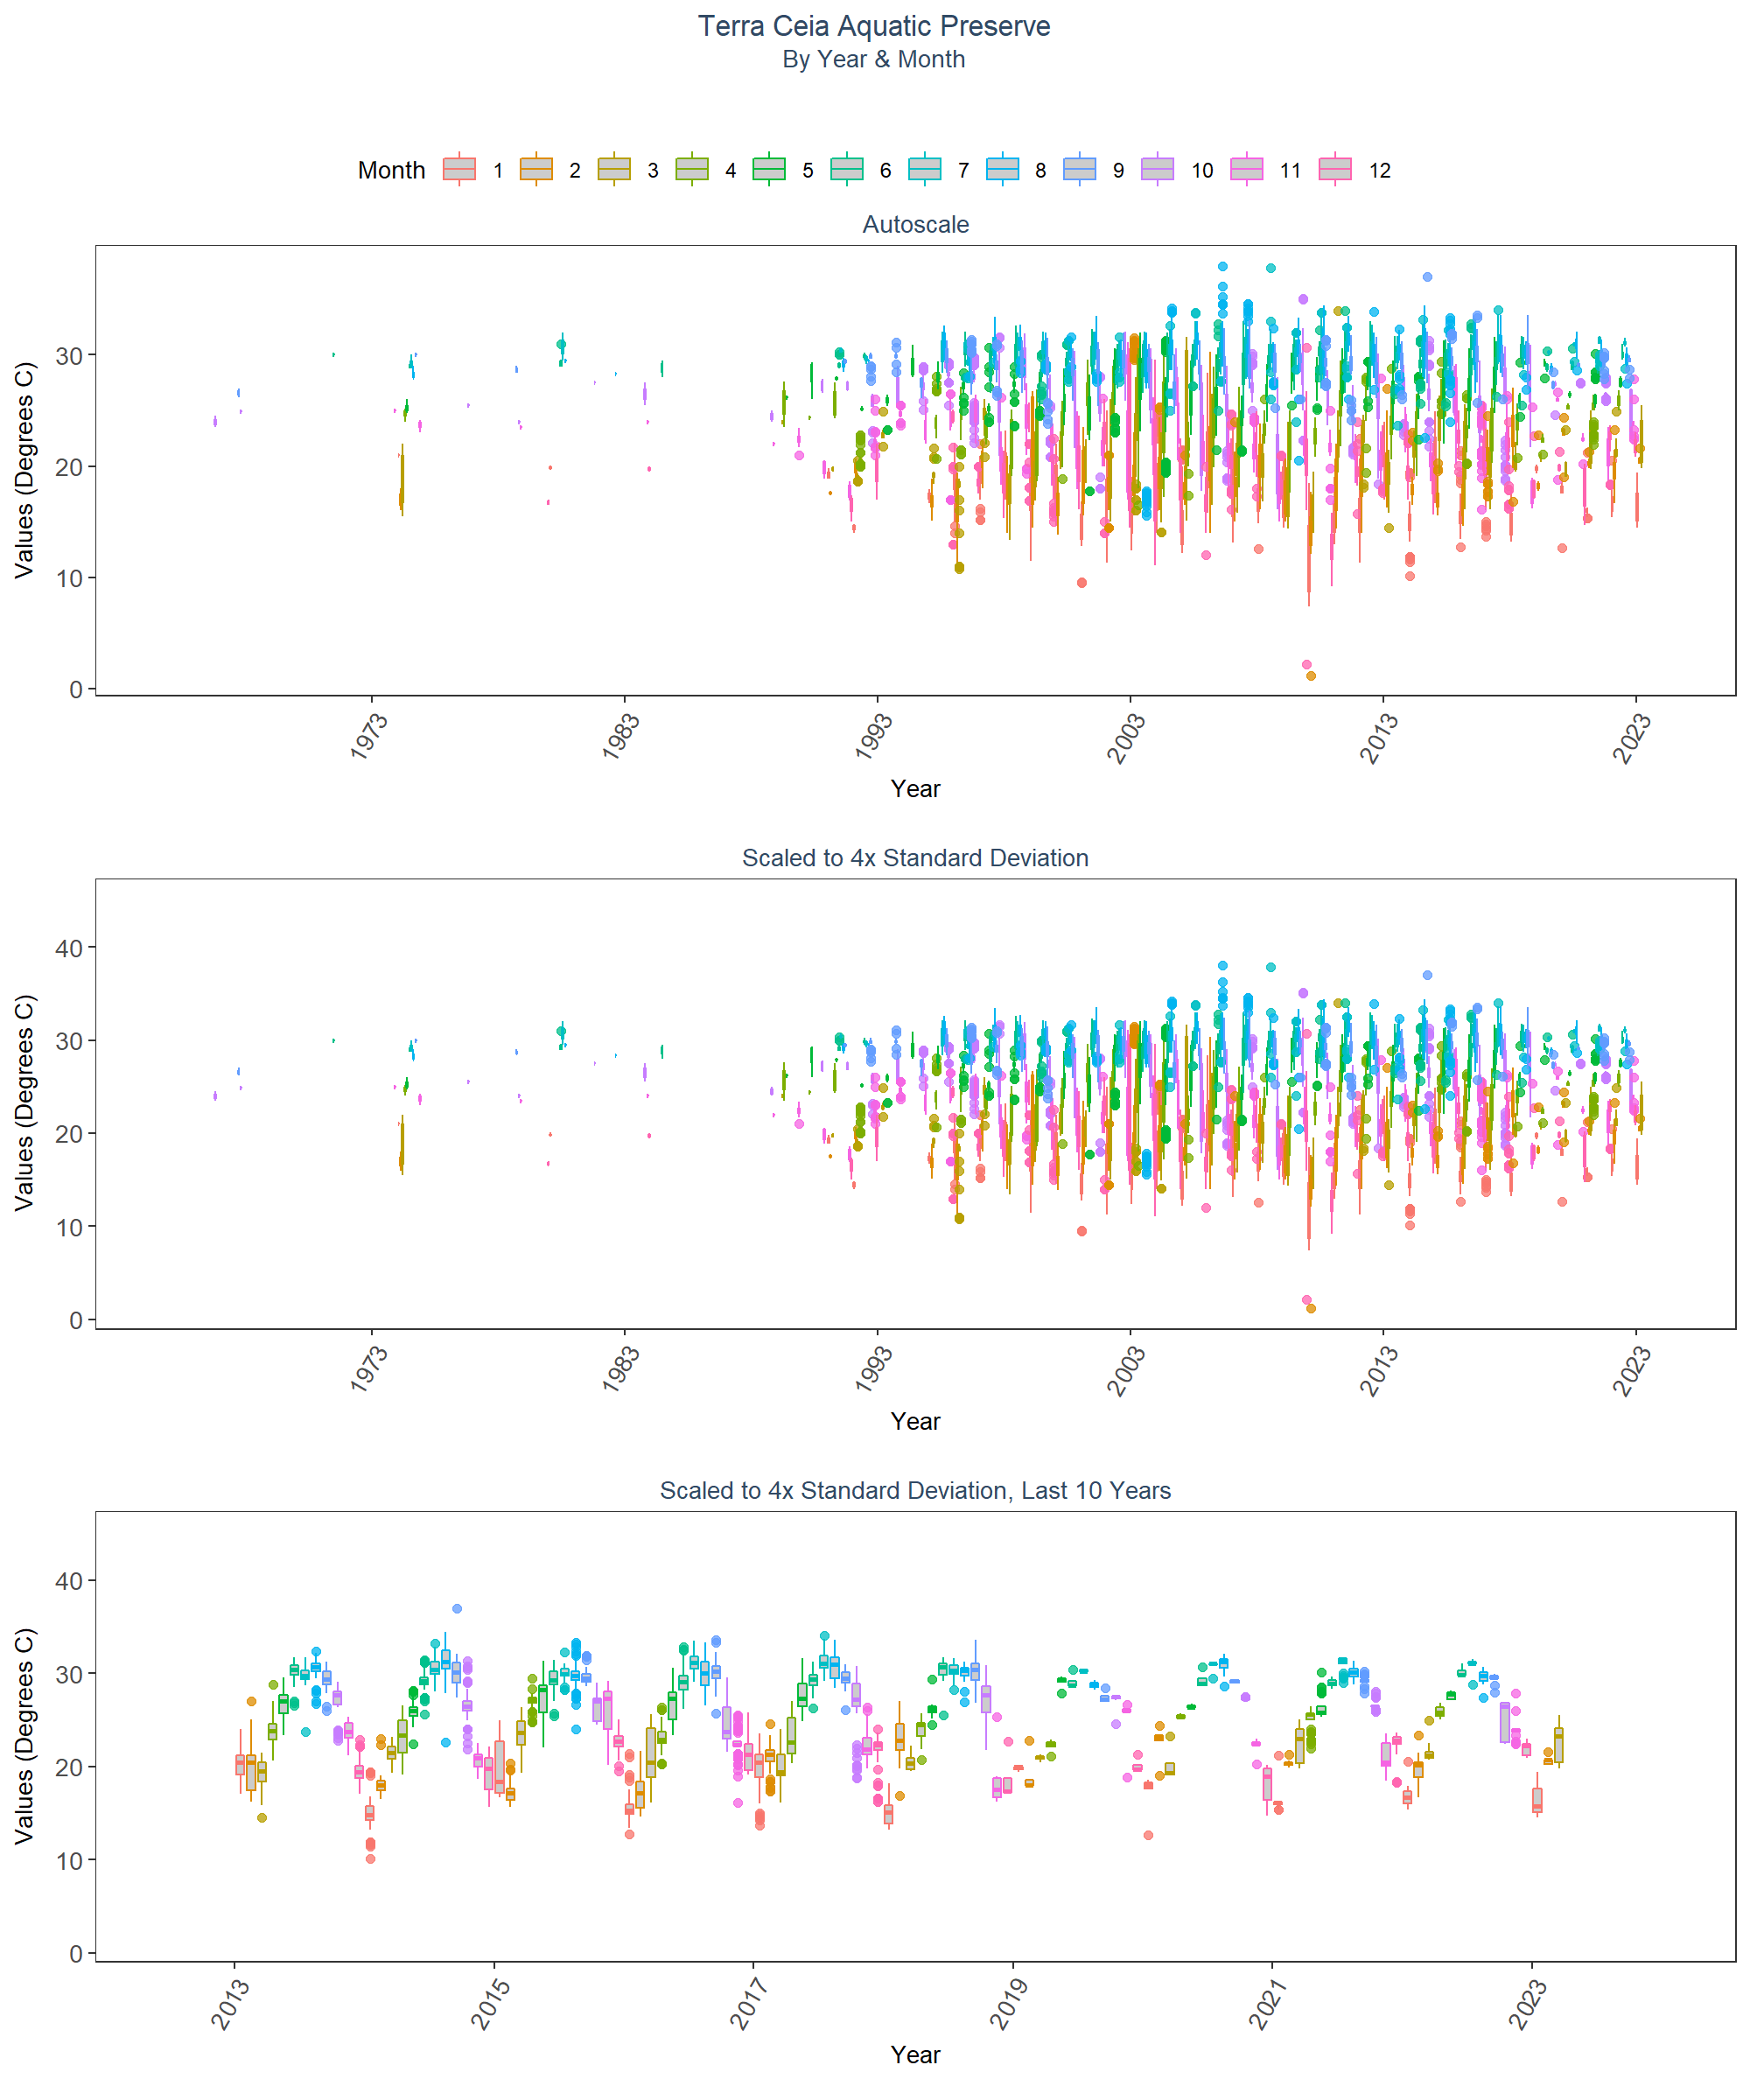 Terra Ceia Aquatic Preserve
By Year & Month
Month 1 2 3 4 5 6 7 8 9 10 11 12
Autoscale
Values (Degrees C)
30
20
10
0
1973 1983 1993 2003 2013 2023
Year
Scaled to 4x Standard Deviation
Values (Degrees C)
40
30
20
10
0
1973 1983 1993 2003 2013 2023
Year
Scaled to 4x Standard Deviation, Last 10 Years
Values (Degrees C)
40
30
20
10
0
2013 2015 2017 2019 2021 2023
Year